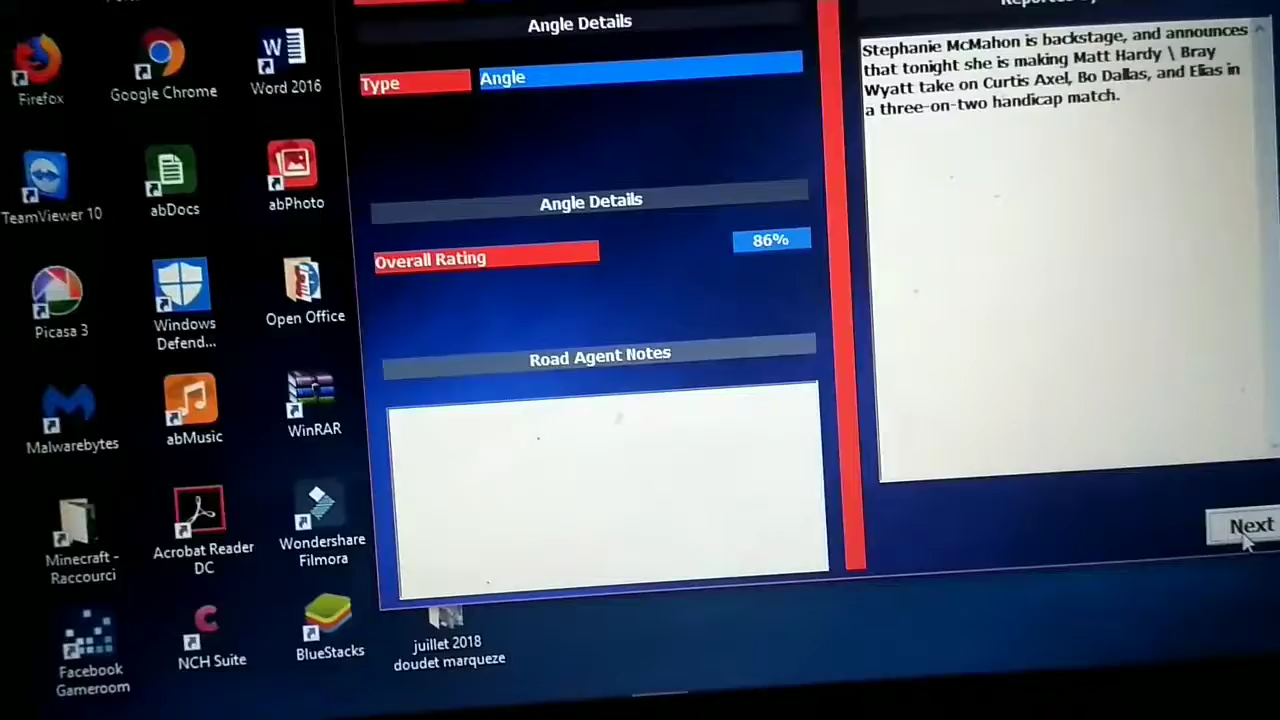 Firefox
Google Chrome
Word 2016
TeamViewer 10
abDocs
abPhoto
Picasa 3
Windows
Defend...
Open Office
Malwarebytes
abMusic
WinRAR
Minecraft -
Raccourci
Acrobat Reader
DC
Wondershare
Filmora
Facebook
Gameroom
NCH Suite
BlueStacks
juillet 2018
doudet marqueze
Angle Details
Type
Angle
Angle Details
Overall Rating
86%
Road Agent Notes
Stephanie McMahon is backstage, and announces
that tonight she is making Matt Hardy \ Bray
Wyatt take on Curtis Axel, Bo Dallas, and Elias in
a three-on-two handicap match.
Next